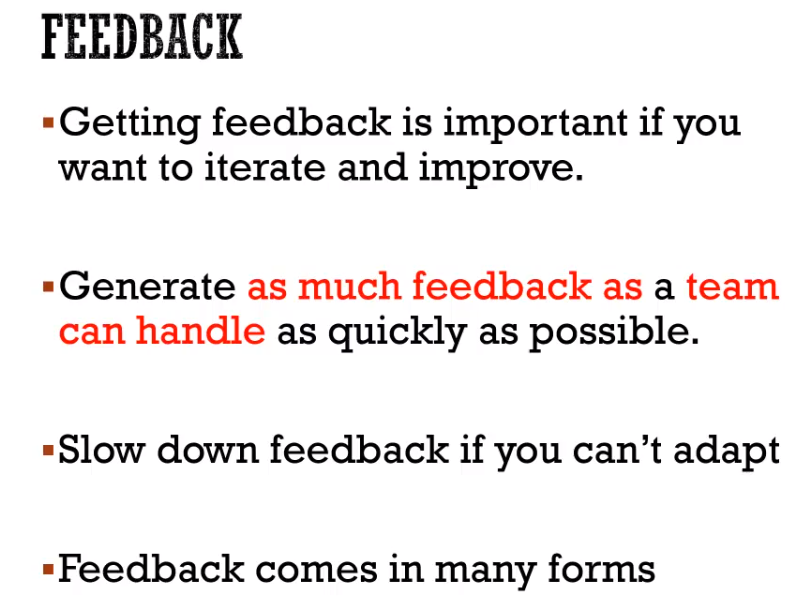 FEEDBACK
▪Getting feedback is important if you
want to iterate and improve.
▪Generate as much feedback as a team
can handle as quickly as possible.
▪Slow down feedback if you can’t adapt
▪Feedback comes in many forms